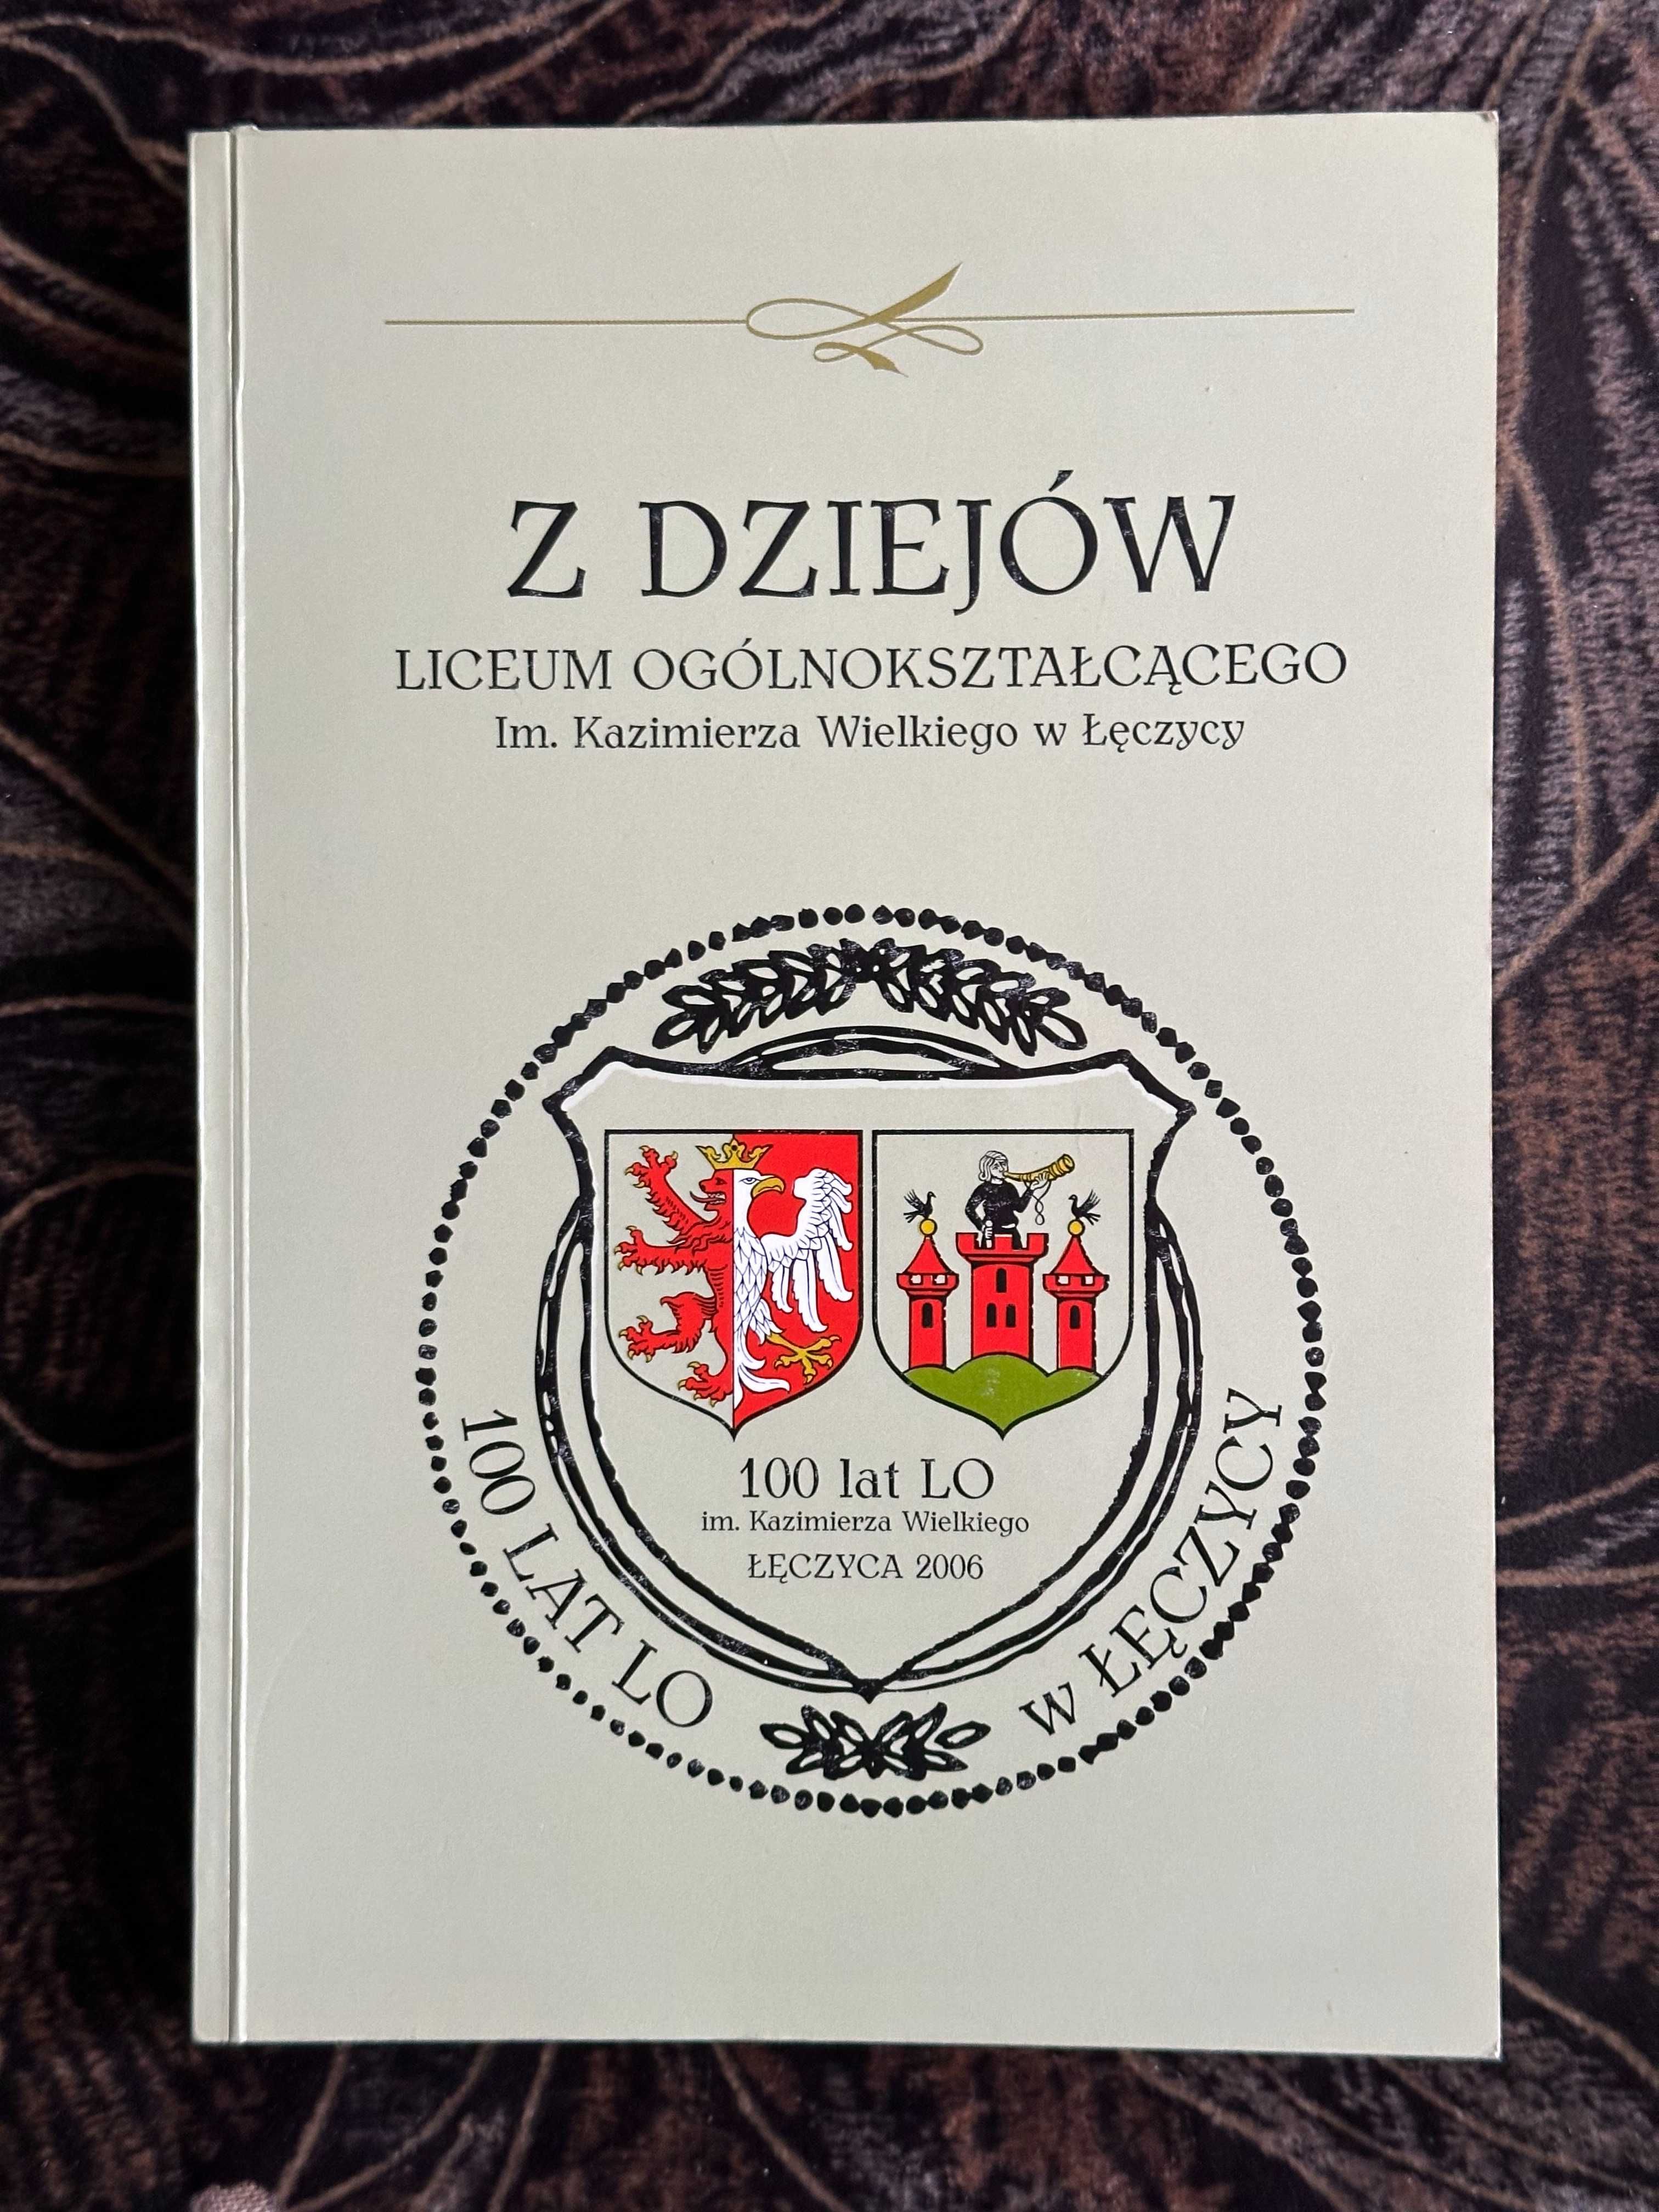 Z DZIEJÓW
LICEUM OGÓLNOKSZTAŁCĄCEGO
Im. Kazimierza Wielkiego w Łęczycy
100 lat LO
im. Kazimierza Wielkiego
ŁĘCZYCA 2006
100 LAT LO
w ŁĘCZYCY